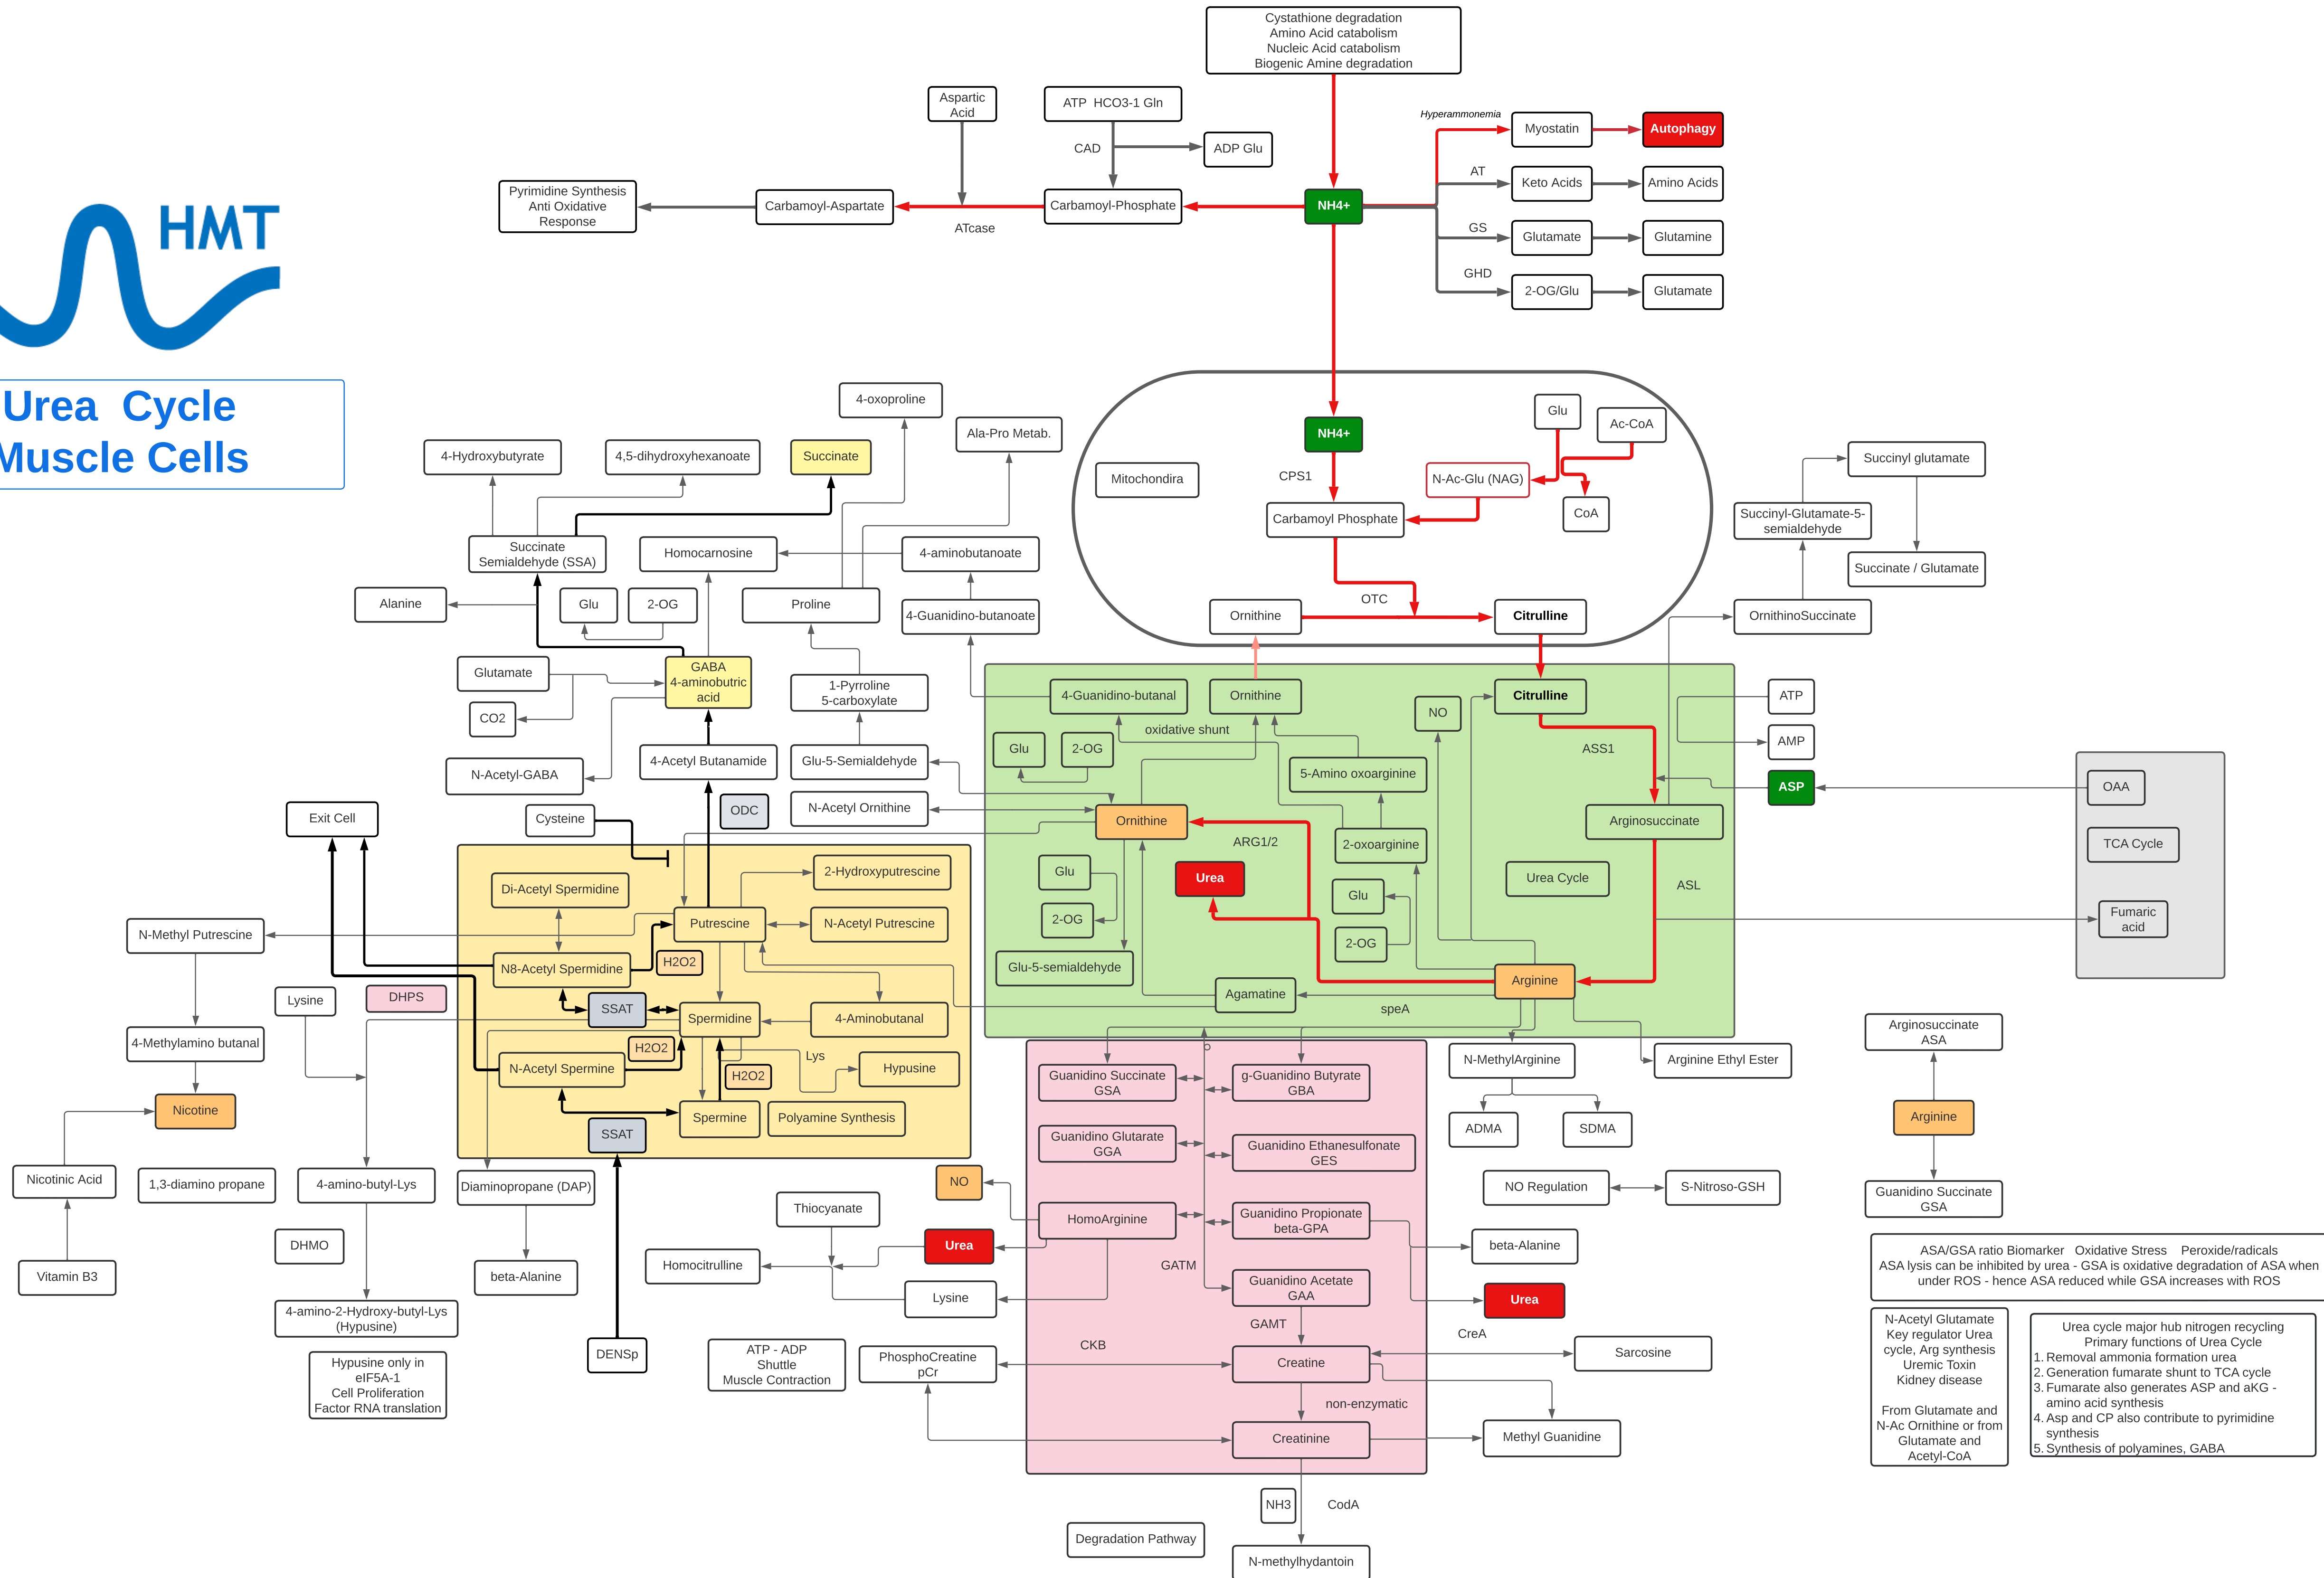 Cystathione degradation
Amino Acid catabolism
Nucleic Acid catabolism
Biogenic Amine degradation
Aspartic
Acid
ATP  HCO3-1 Gln
CAD
ADP Glu
Hyperammonemia
Myostatin
Autophagy
AT
Keto Acids
Amino Acids
Pyrimidine Synthesis
Anti Oxidative
Response
Carbamoyl-Aspartate
ATcase
Carbamoyl-Phosphate
NH4+
GS
Glutamate
Glutamine
GHD
2-OG/Glu
Glutamate
HMT
Urea  Cycle
Muscle Cells
4-oxoproline
Ala-Pro Metab.
4-Hydroxybutyrate
4,5-dihydroxyhexanoate
Succinate
NH4+
Glu
Ac-CoA
Mitochondira
CPS1
N-Ac-Glu (NAG)
CoA
Carbamoyl Phosphate
OTC
Ornithine
Citrulline
Succinyl glutamate
Succinyl-Glutamate-5-
semialdehyde
Succinate / Glutamate
OrnithinoSuccinate
Succinate
Semialdehyde (SSA)
Homocarnosine
4-aminobutanoate
Alanine
Glu
2-OG
Proline
4-Guanidino-butanoate
Glutamate
CO2
GABA
4-aminobutric
acid
1-Pyrroline
5-carboxylate
N-Acetyl-GABA
4-Acetyl Butanamide
Glu-5-Semialdehyde
N-Acetyl Ornithine
ODC
Cysteine
Exit Cell
4-Guanidino-butanal
Ornithine
NO
Citrulline
oxidative shunt
Glu
2-OG
5-Amino oxoarginine
ASS1
ATP
AMP
ASP
OAA
TCA Cycle
Fumaric
acid
Ornithine
ARG1/2
2-oxoarginine
Arginosuccinate
Urea
Urea Cycle
ASL
Glu
2-OG
Glu
2-OG
Glu-5-semialdehyde
Agamatine
speA
Arginine
Di-Acetyl Spermidine
2-Hydroxyputrescine
Putrescine
N-Acetyl Putrescine
N8-Acetyl Spermidine
H2O2
SSAT
Spermidine
4-Aminobutanal
H2O2
Lys
N-Acetyl Spermine
H2O2
Hypusine
Spermine
Polyamine Synthesis
SSAT
N-Methyl Putrescine
Lysine
DHPS
4-Methylamino butanal
Nicotine
Nicotinic Acid
Vitamin B3
1,3-diamino propane
4-amino-butyl-Lys
DHMO
Diaminopropane (DAP)
beta-Alanine
4-amino-2-Hydroxy-butyl-Lys
(Hypusine)
Hypusine only in
eIF5A-1
Cell Proliferation
Factor RNA translation
DENSp
NO
Thiocyanate
Urea
Homocitrulline
Lysine
ATP - ADP
Shuttle
Muscle Contraction
PhosphoCreatine
pCr
Guanidino Succinate
GSA
g-Guanidino Butyrate
GBA
Guanidino Glutarate
GGA
Guanidino Ethanesulfonate
GES
HomoArginine
Guanidino Propionate
beta-GPA
GATM
Guanidino Acetate
GAA
GAMT
CKB
Creatine
non-enzymatic
Creatinine
NH3
CodA
Degradation Pathway
N-methylhydantoin
N-MethylArginine
Arginine Ethyl Ester
ADMA
SDMA
NO Regulation
S-Nitroso-GSH
beta-Alanine
Urea
CreA
Sarcosine
Methyl Guanidine
Arginosuccinate
ASA
Arginine
Guanidino Succinate
GSA
ASA/GSA ratio Biomarker   Oxidative Stress    Peroxide/radicals
ASA lysis can be inhibited by urea - GSA is oxidative degradation of ASA when
under ROS - hence ASA reduced while GSA increases with ROS
N-Acetyl Glutamate
Key regulator Urea
cycle, Arg synthesis
Uremic Toxin
Kidney disease
From Glutamate and
N-Ac Ornithine or from
Glutamate and
Acetyl-CoA
Urea cycle major hub nitrogen recycling
Primary functions of Urea Cycle
1. Removal ammonia formation urea
2. Generation fumarate shunt to TCA cycle
3. Fumarate also generates ASP and aKG -
amino acid synthesis
4. Asp and CP also contribute to pyrimidine
synthesis
5. Synthesis of polyamines, GABA